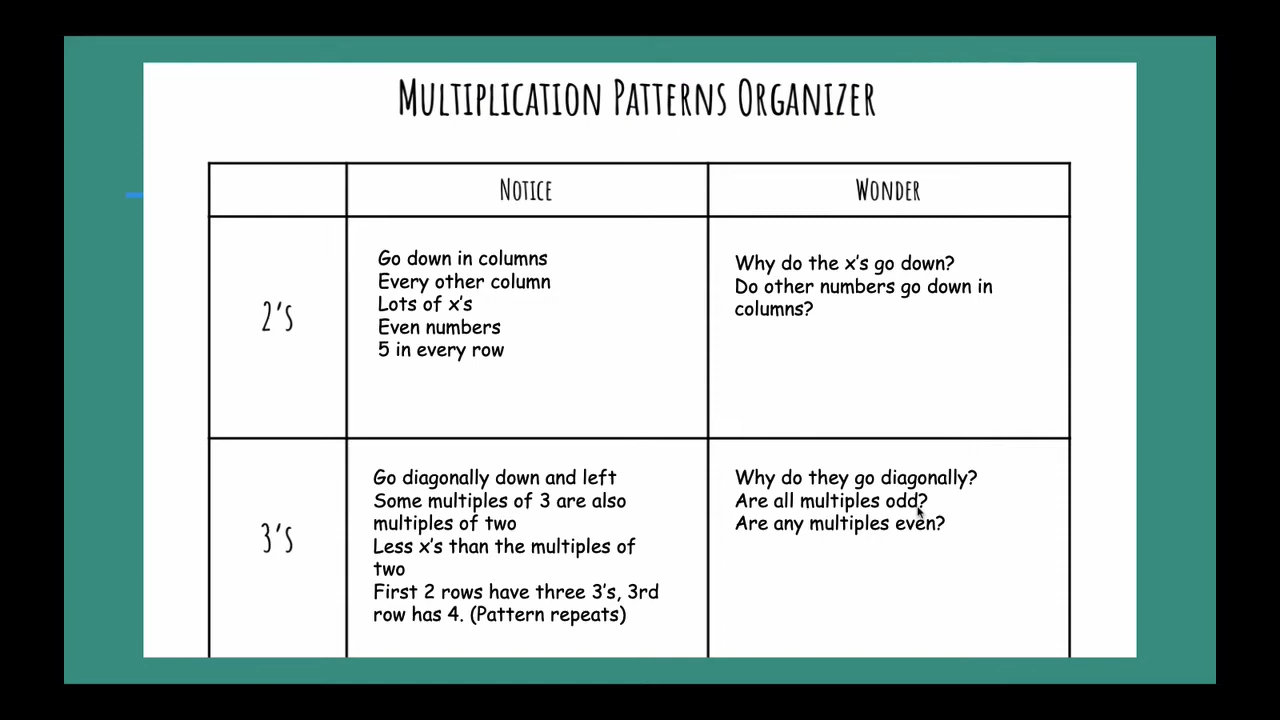 Multiplication Patterns Organizer
Notice
Wonder
2's
Go down in columns
Every other column
Lots of x's
Even numbers
5 in every row
Why do the x's go down?
Do other numbers go down in
columns?
3's
Go diagonally down and left
Some multiples of 3 are also
multiples of two
Less x's than the multiples of
two
First 2 rows have three 3's, 3rd
row has 4. (Pattern repeats)
Why do they go diagonally?
Are all multiples odd?
Are any multiples even?